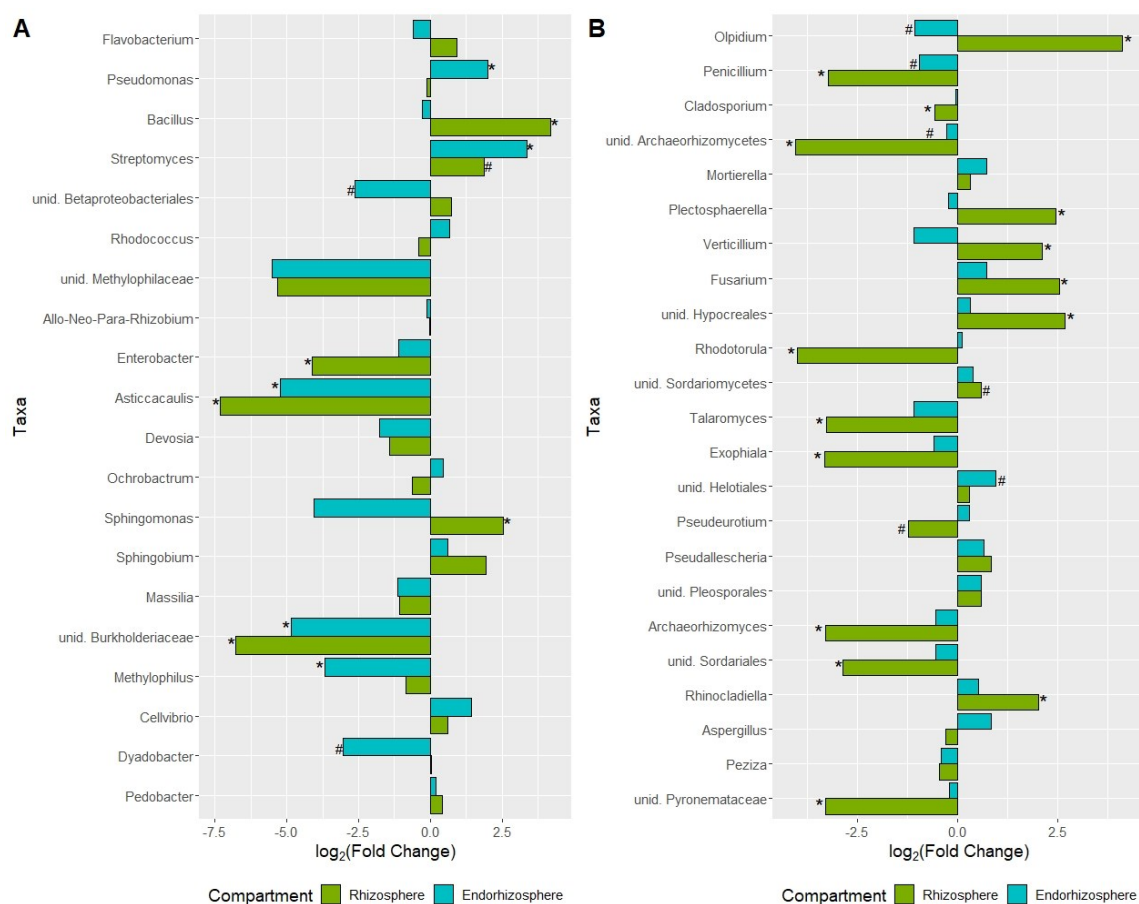 A
Taxa
Flavobacterium
Pseudomonas
*
Bacillus
*
Streptomyces
*
#
unid. Betaproteobacteriales
#
Rhodococcus
unid. Methylophilaceae
Allo-Neo-Para-Rhizobium
Enterobacter
*
Asticcacaulis
*
*
Devosia
Ochrobactrum
Sphingomonas
*
Sphingobium
Massilia
unid. Burkholderiaceae
*
*
Methylophilus
*
Cellvibrio
Dyadobacter
#
Pedobacter
-7.5 -5.0 -2.5 0.0 2.5
log₂(Fold Change)
Compartment Rhizosphere Endorhizosphere
B
Taxa
Olpidium
#
*
Penicillium
#
*
Cladosporium
*
unid. Archaeorhizomycetes
#
*
Mortierella
Plectosphaerella
*
Verticillium
*
Fusarium
*
unid. Hypocreales
*
Rhodotorula
*
unid. Sordariomycetes
#
Talaromyces
*
Exophiala
*
unid. Helotiales
#
Pseudeurotium
#
Pseudallescheria
unid. Pleosporales
Archaeorhizomyces
*
unid. Sordariales
*
Rhinocladiella
*
Aspergillus
Peziza
unid. Pyronemataceae
*
-2.5 0.0 2.5
log₂(Fold Change)
Compartment Rhizosphere Endorhizosphere